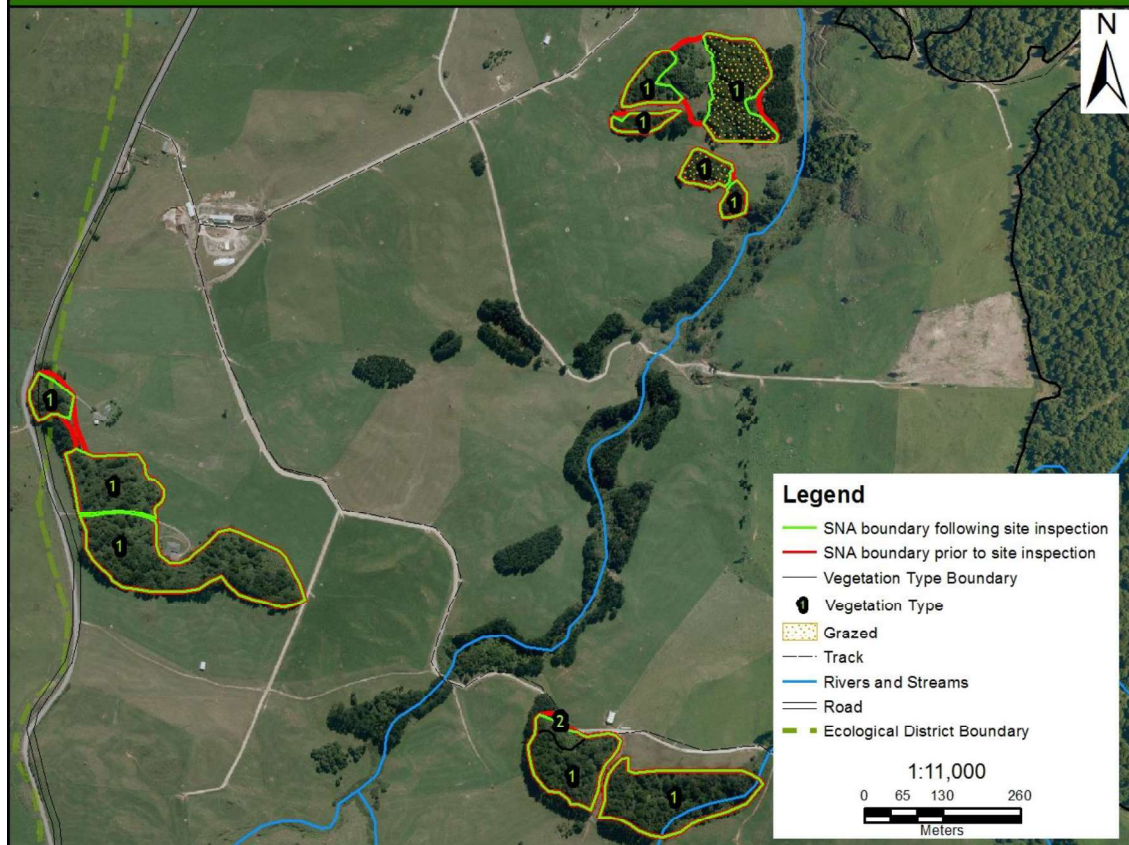 N
1
1
1
1
1
1
1
1
2
1
1
Legend
SNA boundary following site inspection
SNA boundary prior to site inspection
Vegetation Type Boundary
1 Vegetation Type
Grazed
Track
Rivers and Streams
Road
Ecological District Boundary
1:11,000
0 65 130 260
Meters